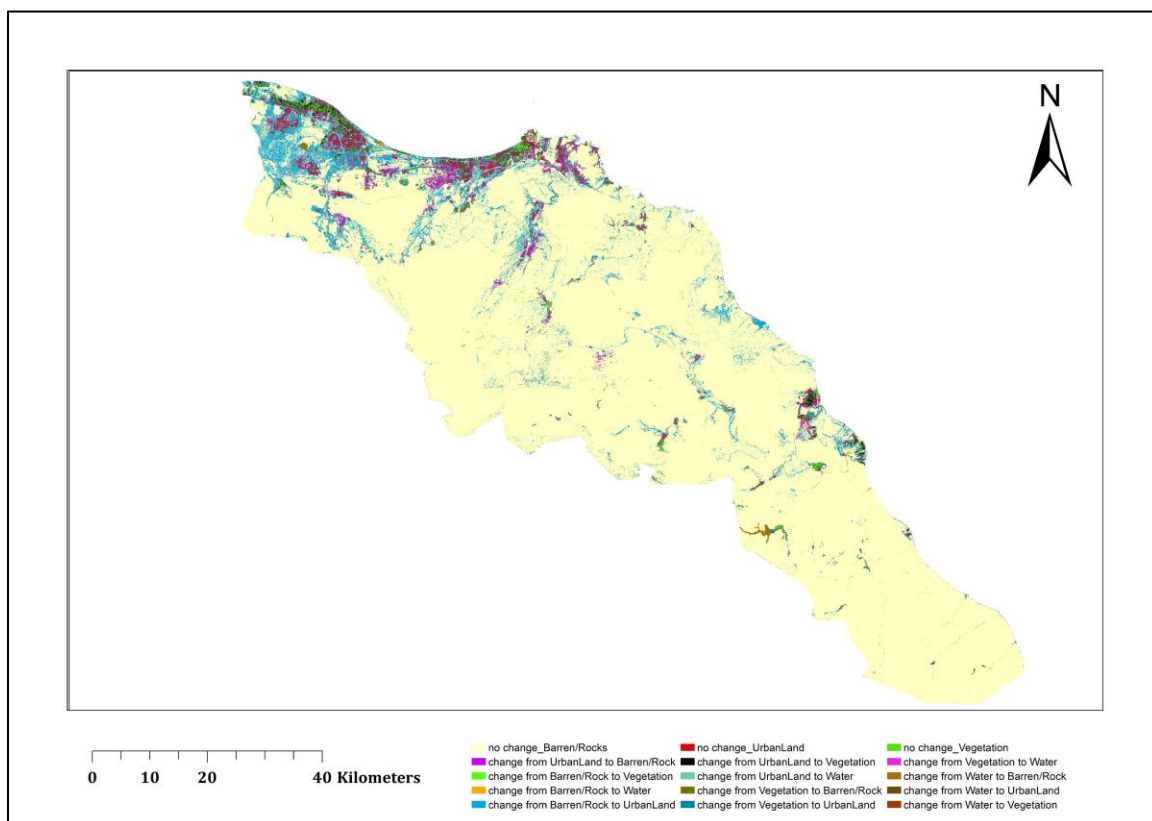 N
0 10 20 40 Kilometers
no change_Barren/Rocks
change from UrbanLand to Barren/Rock
change from Barren/Rock to Vegetation
change from Barren/Rock to Water
change from Barren/Rock to UrbanLand
no change_UrbanLand
change from UrbanLand to Vegetation
change from UrbanLand to Water
change from Vegetation to Barren/Rock
change from Vegetation to UrbanLand
no change_Vegetation
change from Vegetation to Water
change from Water to Barren/Rock
change from Water to UrbanLand
change from Water to Vegetation